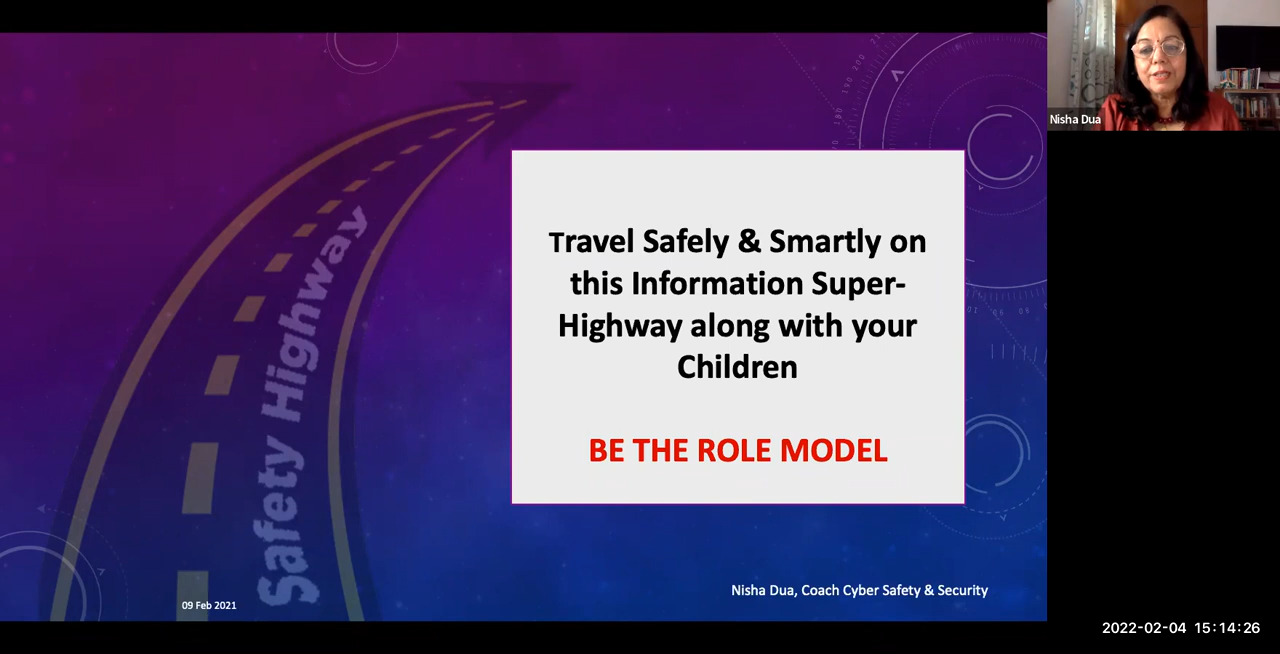 Nisha Dua
Safety Highway
Travel Safely & Smartly on
this Information Super-
Highway along with your
Children
BE THE ROLE MODEL
Nisha Dua, Coach Cyber Safety & Security
09 Feb 2021
2022-02-04 15:14:26